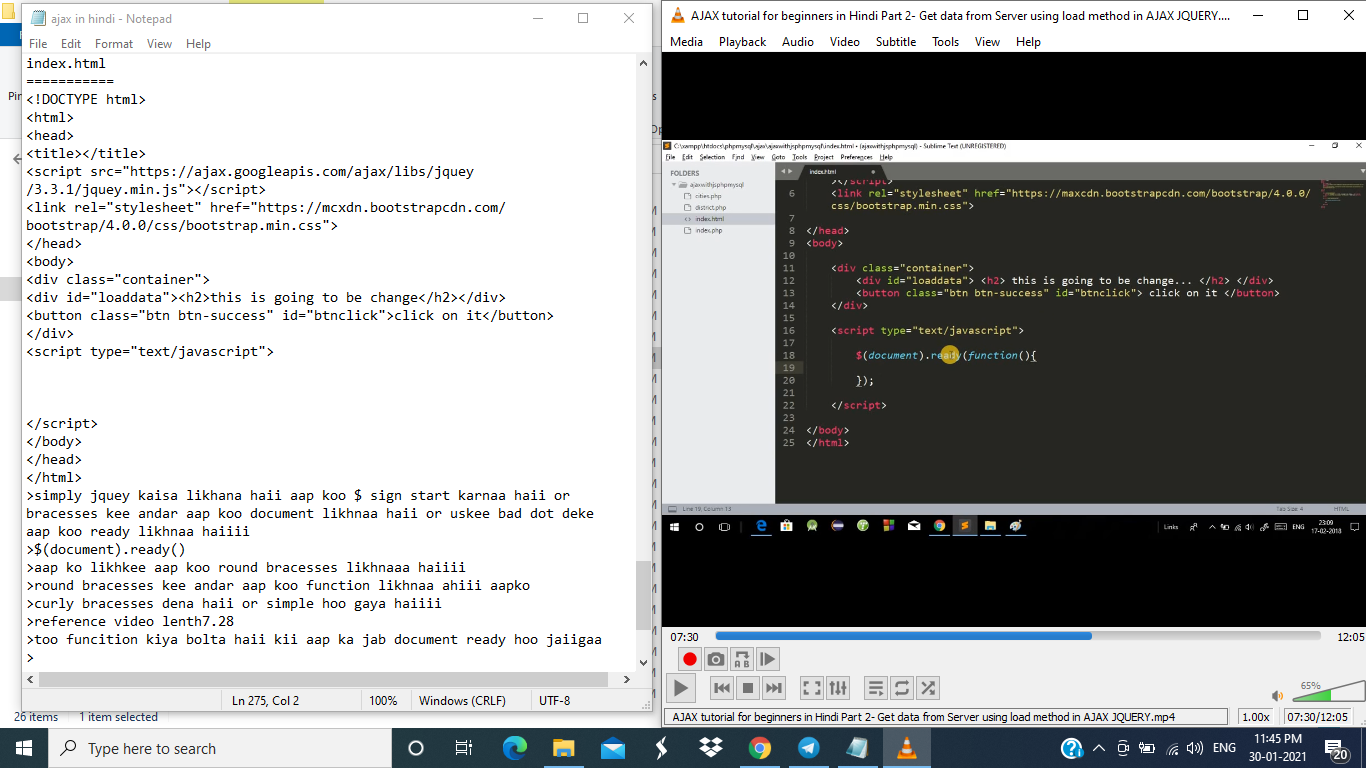 ajax in hindi - Notepad
File Edit Format View Help
index.html
===========
<!DOCTYPE html>
<html>
<head>
<title></title>
<script src="https://ajax.googleapis.com/ajax/libs/jquey
/3.3.1/jquey.min.js"></script>
<link rel="stylesheet" href="https://mcxdn.bootstrapcdn.com/
bootstrap/4.0.0/css/bootstrap.min.css">
</head>
<body>
<div class="container">
<div id="loaddata"><h2>this is going to be change</h2></div>
<button class="btn btn-success" id="btnclick">click on it</button>
</div>
<script type="text/javascript">
</script>
</body>
</head>
</html>
>simply jquey kaisa likhana haii aap koo $ sign start karnaa haii or
bracesses kee andar aap koo document likhnaa haii or uskee bad dot deke
aap koo ready likhnaa haiiii
>$(document).ready()
>aap ko likhkee aap koo round bracesses likhnaaa haiiii
>round bracesses kee andar aap koo function likhnaa ahiii aapko
>curly bracesses dena haii or simple hoo gaya haiiii
>reference video lenth7.28
>too funcition kiya bolta haii kii aap ka jab document ready hoo jaiigaa
>
Ln 275, Col 2 100% Windows (CRLF) UTF-8
26 items 1 item selected
AJAX tutorial for beginners in Hindi Part 2- Get data from Server using load method in AJAX JQUERY....
Media Playback Audio Video Subtitle Tools View Help
C:\xampp\htdocs\phpmysql\ajax\ajaxwithjsphpmysql\index.html • (ajaxwithjsphpmysql) - Sublime Text (UNREGISTERED)
File Edit Selection Find View Goto Tools Project Preferences Help
FOLDERS
ajaxwithjsphpmysql
cities.php
district.php
index.html
index.php
index.html
></script>
6 <link rel="stylesheet" href="https://maxcdn.bootstrapcdn.com/bootstrap/4.0.0/
css/bootstrap.min.css">
7
8 </head>
9 <body>
10
11 <div class="container">
12 <div id="loaddata"> <h2> this is going to be change... </h2> </div>
13 <button class="btn btn-success" id="btnclick"> click on it </button>
14 </div>
15
16 <script type="text/javascript">
17
18 $(document).ready(function(){
19
20 });
21
22 </script>
23
24 </body>
25 </html>
Line 19, Column 13 Tab Size 4 HTML
Links ENG 23:09
17-02-2018
07:30 12:05
65%
AJAX tutorial for beginners in Hindi Part 2- Get data from Server using load method in AJAX JQUERY.mp4 1.00x 07:30/12:05
Type here to search
ENG 11:45 PM
30-01-2021
20